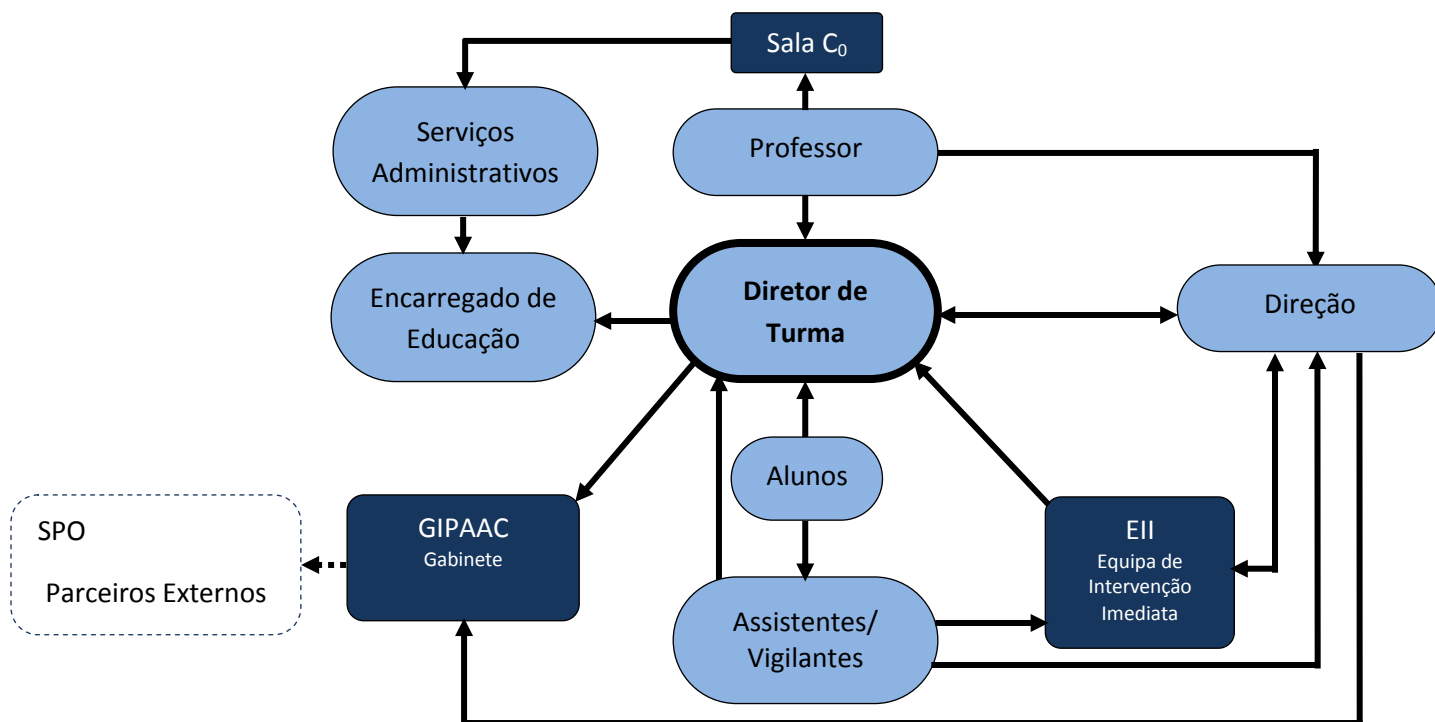 Sala C₀
Serviços
Administrativos
Professor
Encarregado de
Educação
Diretor de
Turma
Direção
Alunos
SPO
Parceiros Externos
GIPAAC
Gabinete
EII
Equipa de
Intervenção
Imediata
Assistentes/
Vigilantes